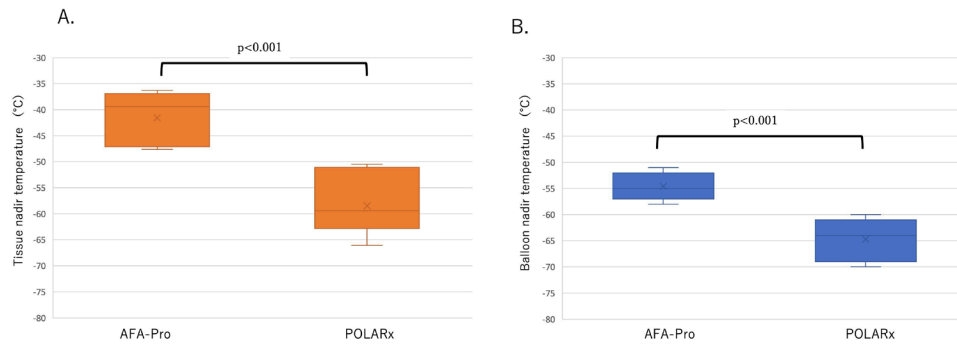 A.
p<0.001
Tissue nadir temperature (°C)
-30
-35
-40
-45
-50
-55
-60
-65
-70
-75
-80
AFA-Pro
POLARx
B.
p<0.001
Balloon nadir temperature (°C)
-30
-35
-40
-45
-50
-55
-60
-65
-70
-75
-80
AFA-Pro
POLARx